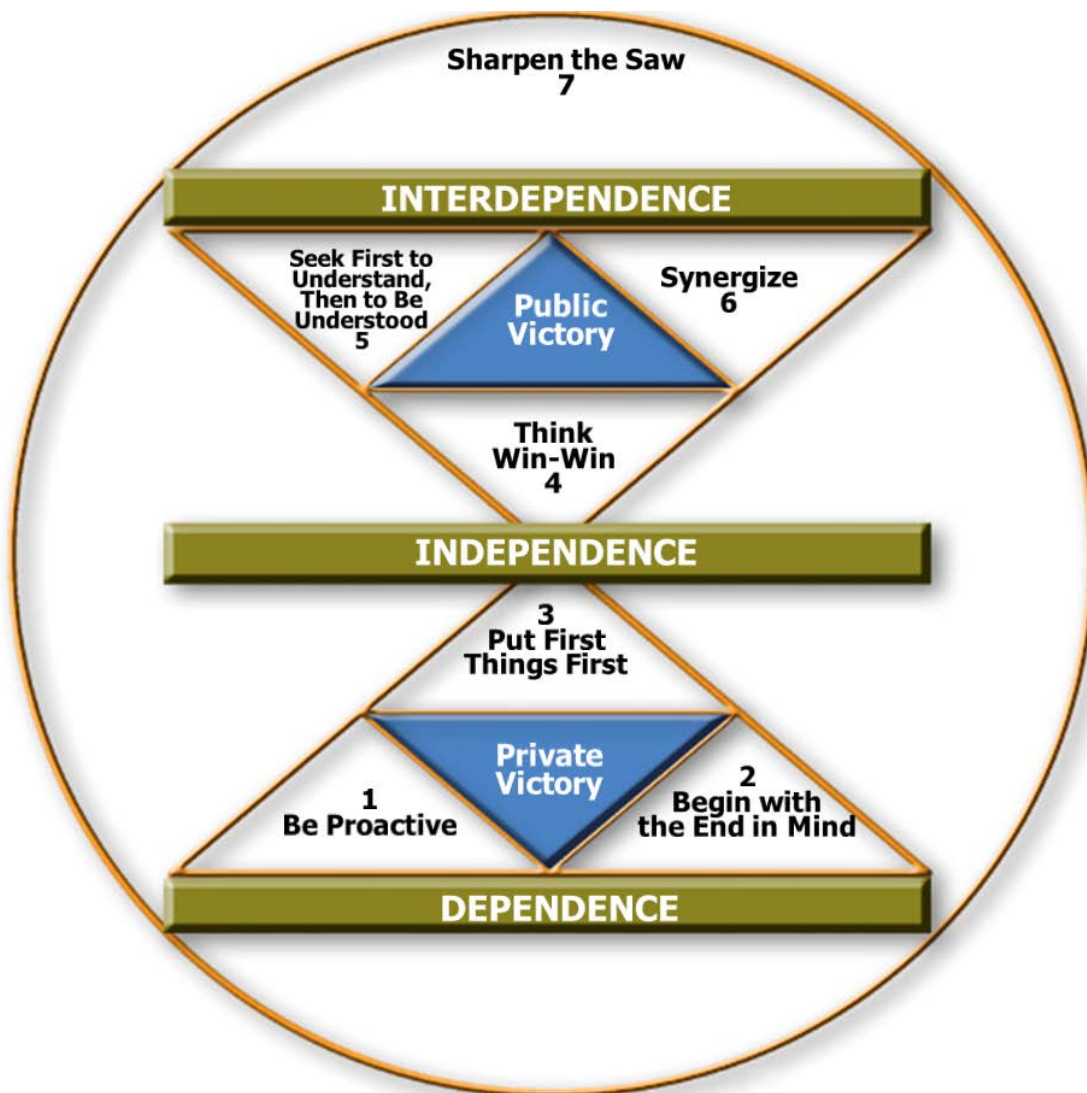 Sharpen the Saw
7
INTERDEPENDENCE
Seek First to
Understand,
Then to Be
Understood
5
Public
Victory
Synergize
6
Think
Win-Win
4
INDEPENDENCE
3
Put First
Things First
Private
Victory
1
Be Proactive
2
Begin with
the End in Mind
DEPENDENCE